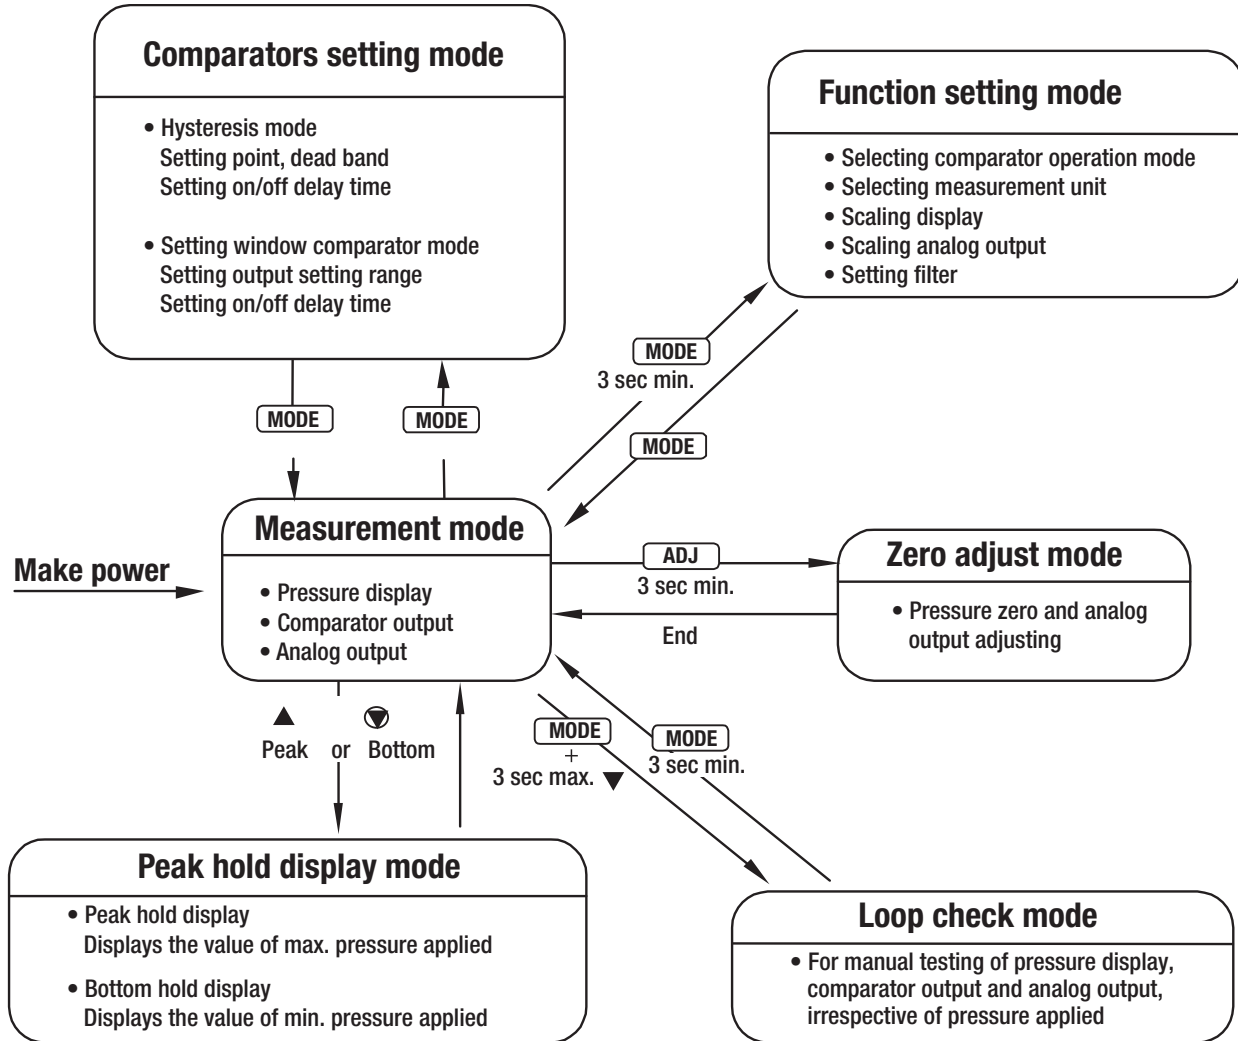 Comparators setting mode
• Hysteresis mode
Setting point, dead band
Setting on/off delay time
• Setting window comparator mode
Setting output setting range
Setting on/off delay time
Function setting mode
• Selecting comparator operation mode
• Selecting measurement unit
• Scaling display
• Scaling analog output
• Setting filter
MODE
3 sec min.
MODE
MODE
MODE
Make power
Measurement mode
• Pressure display
• Comparator output
• Analog output
ADJ
3 sec min.
End
Zero adjust mode
• Pressure zero and analog
output adjusting
▲ ▼
Peak or Bottom
MODE
+
3 sec max. ▼
MODE
3 sec min.
Peak hold display mode
• Peak hold display
Displays the value of max. pressure applied
• Bottom hold display
Displays the value of min. pressure applied
Loop check mode
• For manual testing of pressure display,
comparator output and analog output,
irrespective of pressure applied